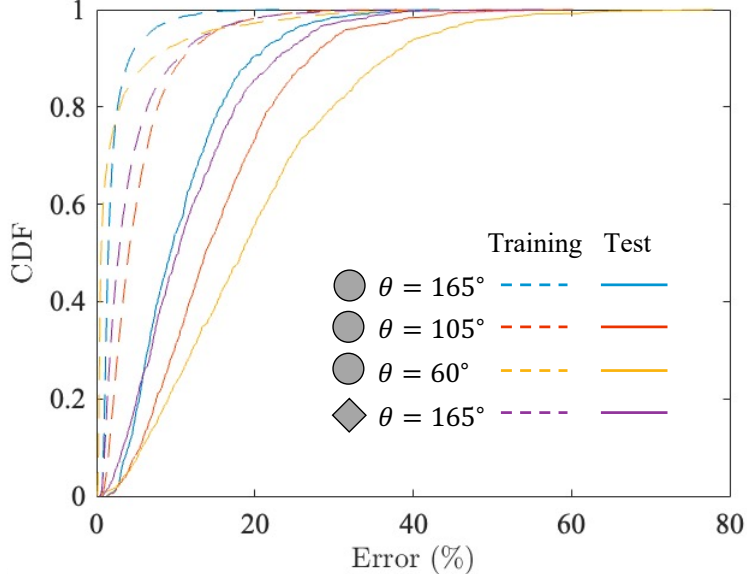 1
0.8
0.6
0.4
0.2
0
CDF
Training Test
θ = 165°
θ = 105°
θ = 60°
θ = 165°
0 20 40 60 80
Error (%)